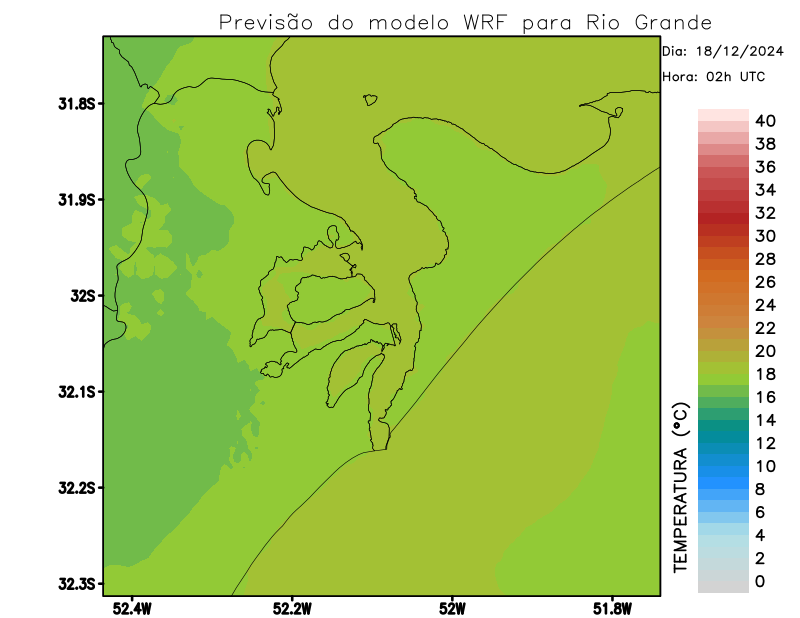 Previsão do modelo WRF para Rio Grande
Dia: 18/12/2024
Hora: 02h UTC
31.8S
31.9S
32S
32.1S
32.2S
32.3S
52.4W
52.2W
52W
51.8W
TEMPERATURA (°C)
40
38
36
34
32
30
28
26
24
22
20
18
16
14
12
10
8
6
4
2
0